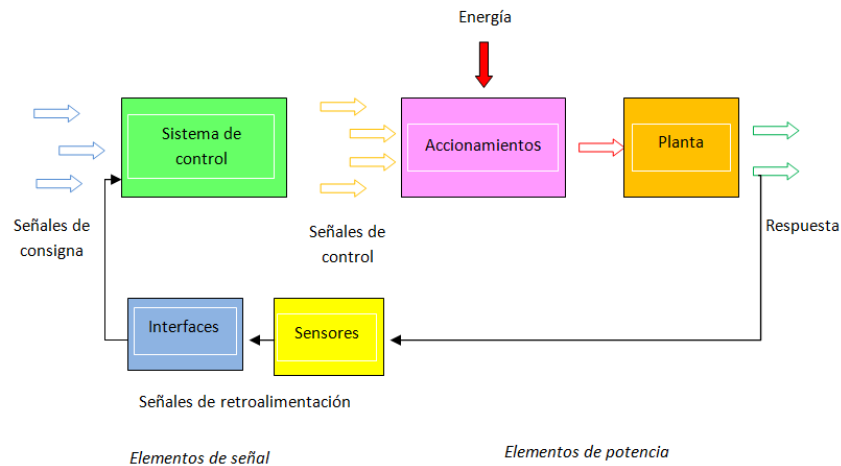 Energía
Sistema de
control
Accionamientos
Planta
Señales de
consigna
Señales de
control
Respuesta
Interfaces
Sensores
Señales de retroalimentación
Elementos de señal
Elementos de potencia